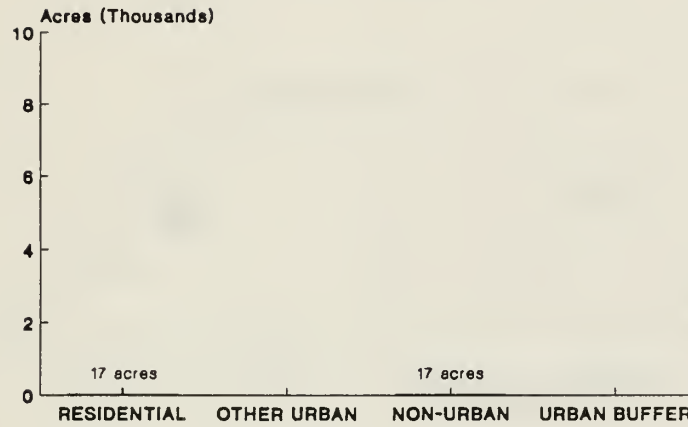 Acres (Thousands)
10
8
6
4
2
0
17 acres 17 acres
RESIDENTIAL OTHER URBAN NON-URBAN URBAN BUFFER